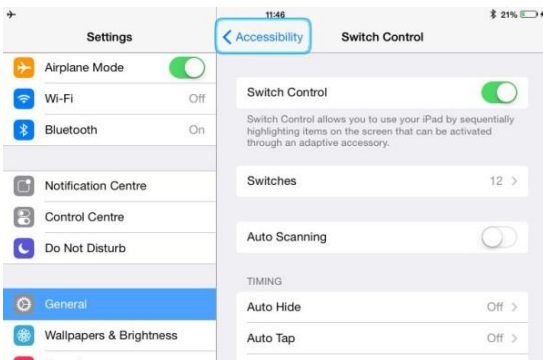 11:46
21%
Settings
Accessibility
Switch Control
Airplane Mode
Wi-Fi Off
Bluetooth On
Notification Centre
Control Centre
Do Not Disturb
General
Wallpapers & Brightness
Switch Control
Switch Control allows you to use your iPad by sequentially
highlighting items on the screen that can be activated
through an adaptive accessory.
Switches 12
Auto Scanning
TIMING
Auto Hide Off
Auto Tap Off